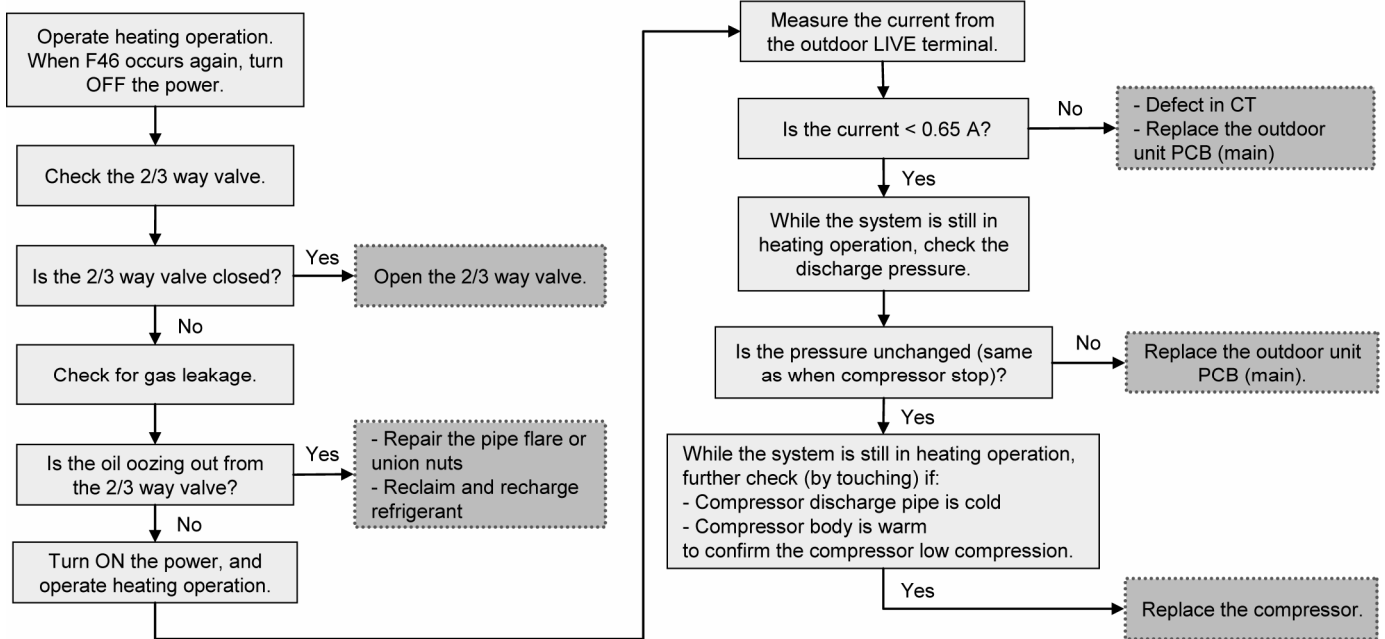 Operate heating operation.
When F46 occurs again, turn
OFF the power.
Check the 2/3 way valve.
Is the 2/3 way valve closed?
Yes
Open the 2/3 way valve.
No
Check for gas leakage.
Is the oil oozing out from
the 2/3 way valve?
Yes
- Repair the pipe flare or
union nuts
- Reclaim and recharge
refrigerant
No
Turn ON the power, and
operate heating operation.
Measure the current from
the outdoor LIVE terminal.
Is the current < 0.65 A?
No
- Defect in CT
- Replace the outdoor
unit PCB (main)
Yes
While the system is still in
heating operation, check the
discharge pressure.
Is the pressure unchanged (same
as when compressor stop)?
No
Replace the outdoor unit
PCB (main).
Yes
While the system is still in heating operation,
further check (by touching) if:
- Compressor discharge pipe is cold
- Compressor body is warm
to confirm the compressor low compression.
Yes
Replace the compressor.